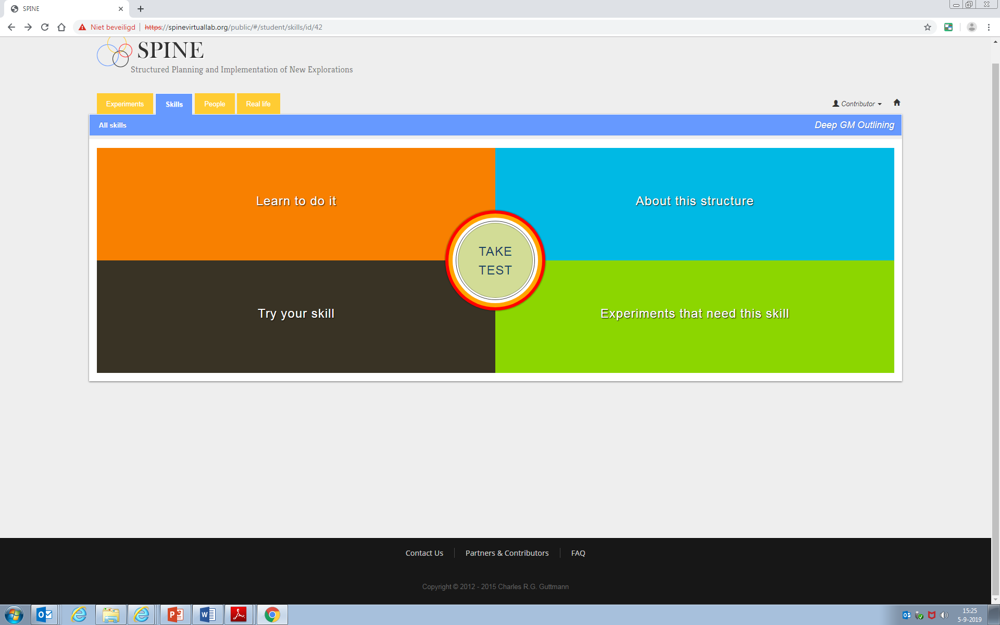 SPINE
Niet beveiligd https://spinevirtuallab.org/public/#/student/skills/id/42
SPINE
Structured Planning and Implementation of New Explorations
Experiments Skills People Real life Contributor
All skills Deep GM Outlining
Learn to do it
About this structure
TAKE
TEST
Try your skill
Experiments that need this skill
Contact Us Partners & Contributors FAQ
Copyright © 2012 - 2015 Charles R.G. Guttmann
15:25
5-9-2019